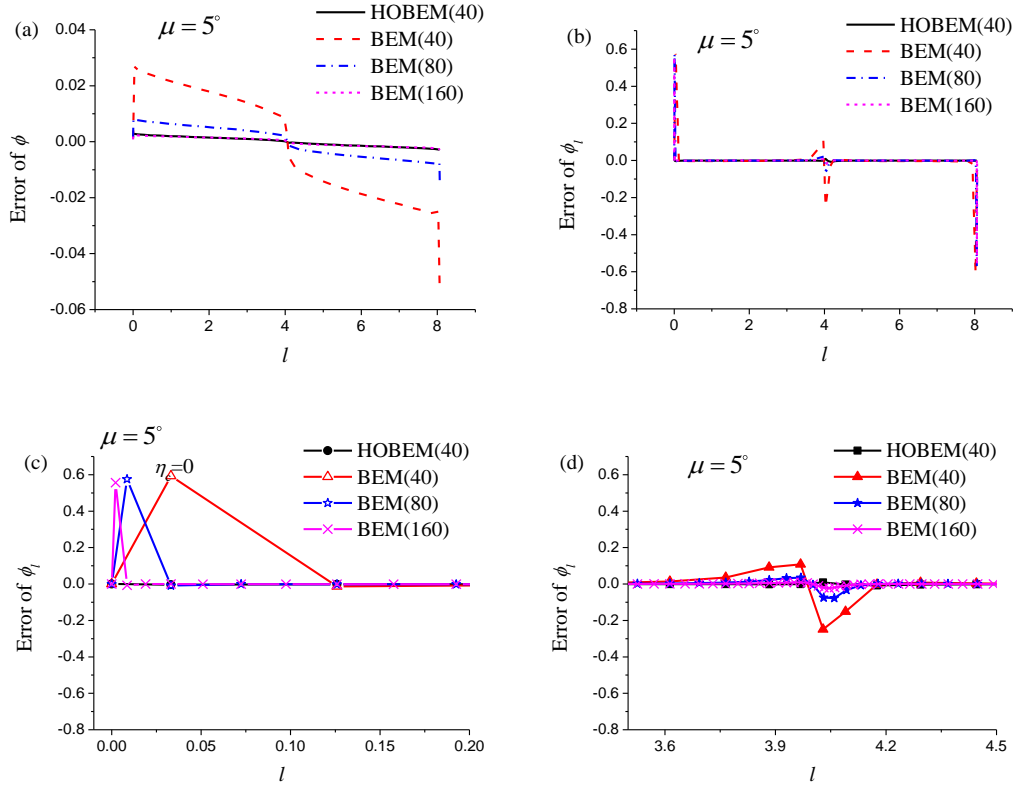 (a)
μ = 5°
HOBEM(40)
BEM(40)
BEM(80)
BEM(160)
0.04
0.02
0.00
-0.02
-0.04
-0.06
Error of ϕ
0 2 4 6 8
l
(b)
μ = 5°
HOBEM(40)
BEM(40)
BEM(80)
BEM(160)
0.6
0.4
0.2
0.0
-0.2
-0.4
-0.6
-0.8
Error of ϕ_l
0 2 4 6 8
l
(c)
μ = 5°
η =0
HOBEM(40)
BEM(40)
BEM(80)
BEM(160)
0.6
0.4
0.2
0.0
-0.2
-0.4
-0.6
-0.8
Error of ϕ_l
0.00 0.05 0.10 0.15 0.20
l
(d)
μ = 5°
HOBEM(40)
BEM(40)
BEM(80)
BEM(160)
0.6
0.4
0.2
0.0
-0.2
-0.4
-0.6
-0.8
Error of ϕ_l
3.6 3.9 4.2 4.5
l